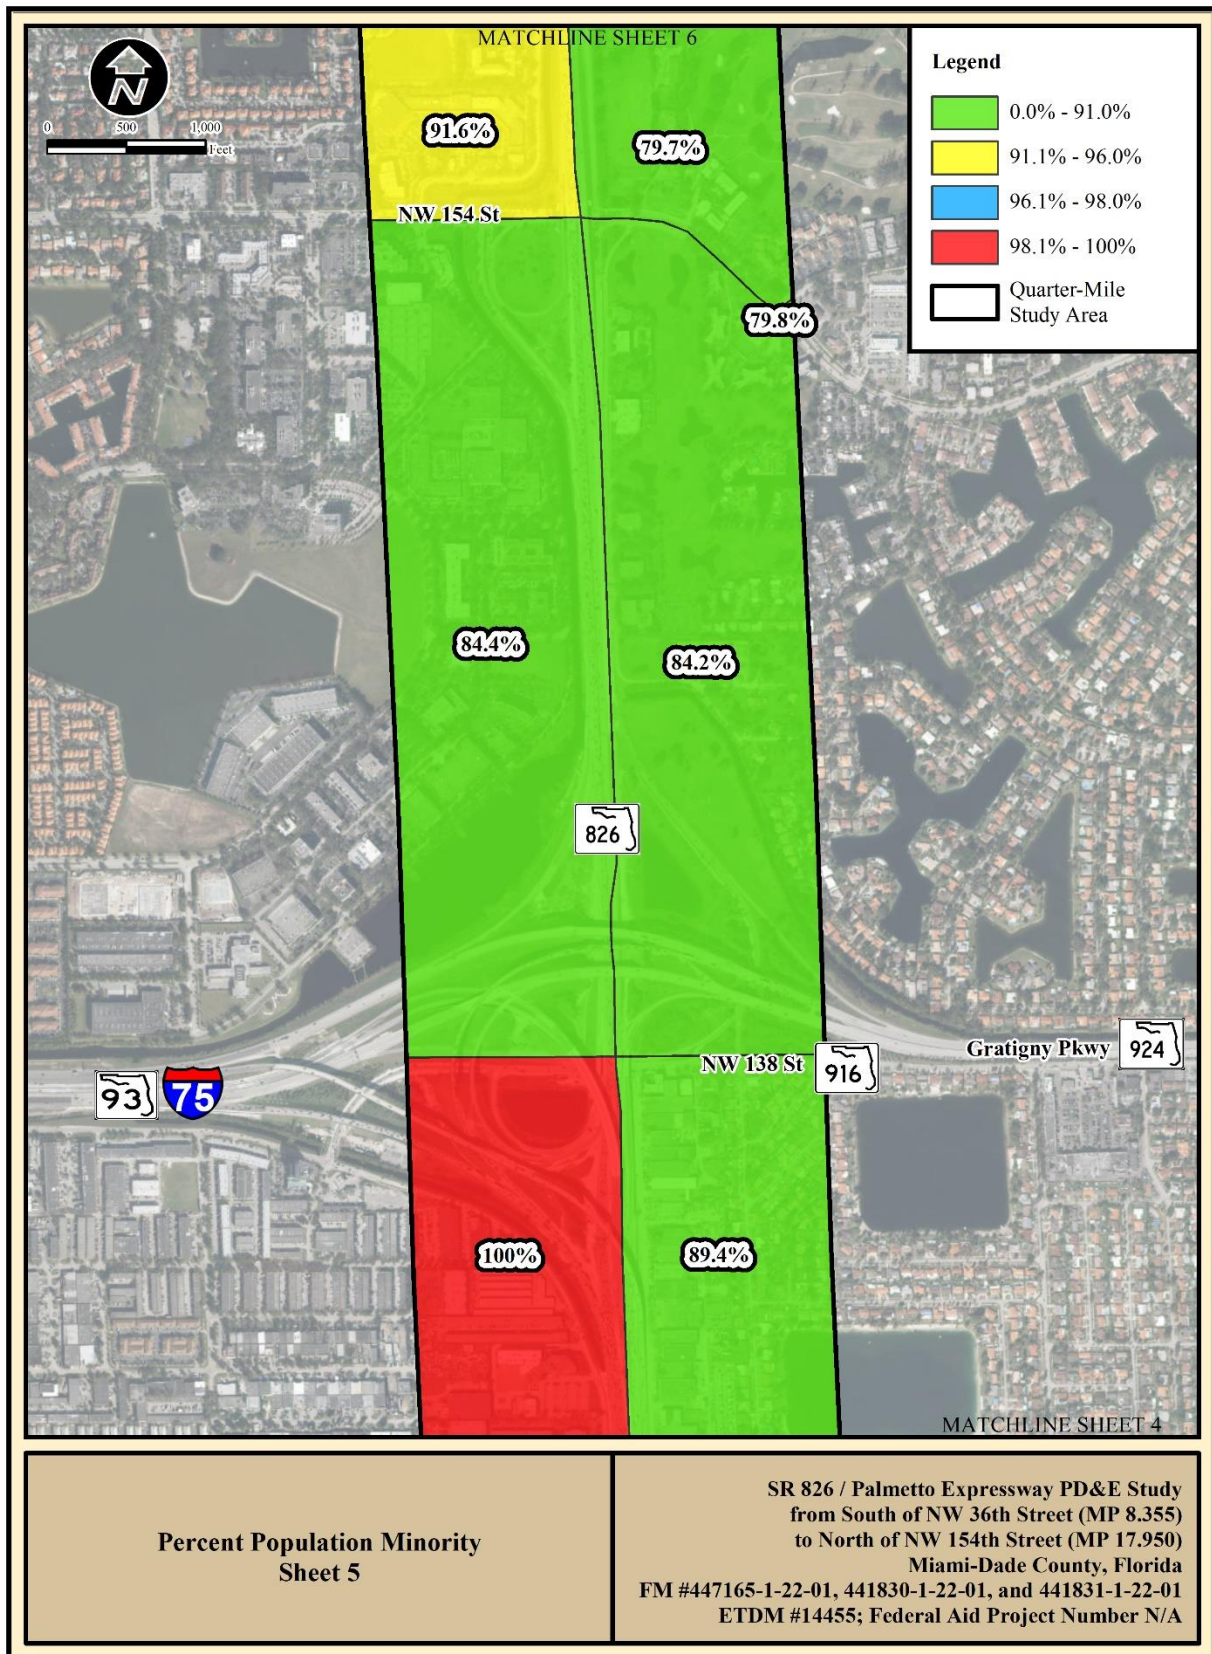 MATCHLINE SHEET 6
N
0 500 1,000
Feet
Legend
0.0% - 91.0%
91.1% - 96.0%
96.1% - 98.0%
98.1% - 100%
Quarter-Mile
Study Area
91.6%
79.7%
NW 154 St
79.8%
84.4%
84.2%
826
NW 138 St
916
Gratigny Pkwy
924
93
75
100%
89.4%
MATCHLINE SHEET 4
Percent Population Minority
Sheet 5
SR 826 / Palmetto Expressway PD&E Study
from South of NW 36th Street (MP 8.355)
to North of NW 154th Street (MP 17.950)
Miami-Dade County, Florida
FM #447165-1-22-01, 441830-1-22-01, and 441831-1-22-01
ETDM #14455; Federal Aid Project Number N/A